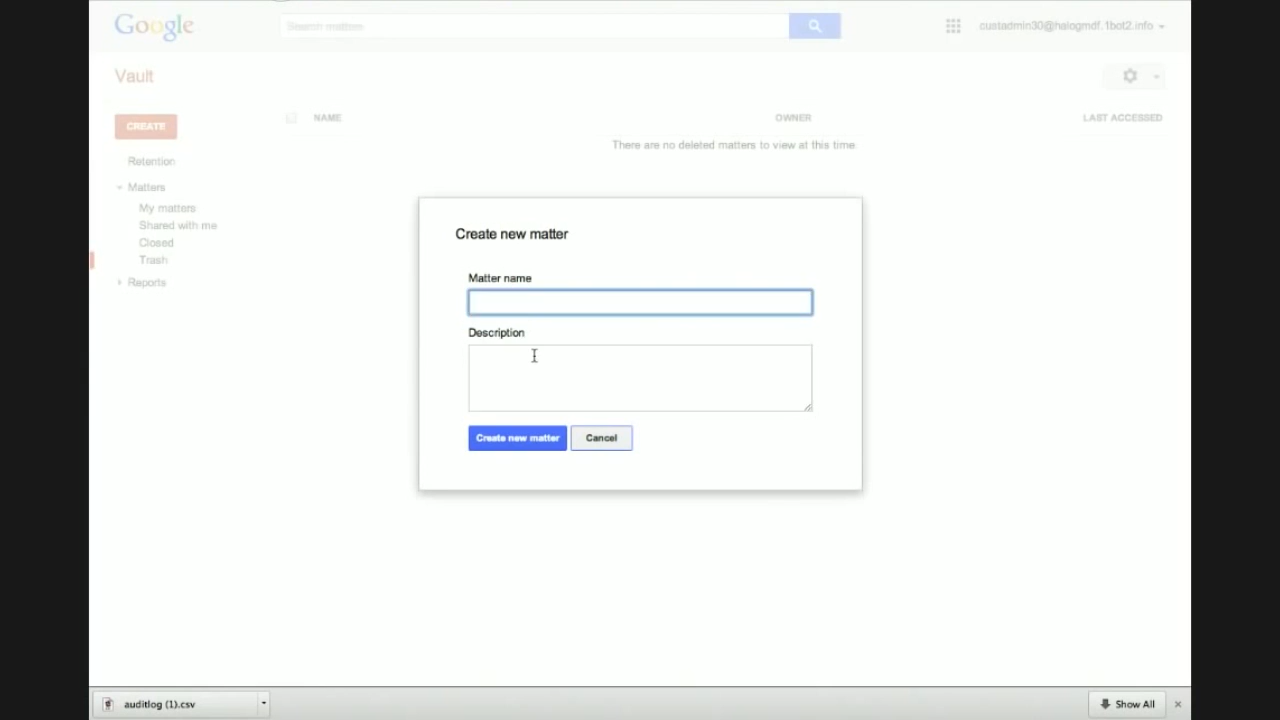 Google
Search matters
custadmin30@halogmdf.1bot2.info
Vault
CREATE
NAME
OWNER
LAST ACCESSED
There are no deleted matters to view at this time.
Retention
Matters
My matters
Shared with me
Closed
Trash
Reports
Create new matter
Matter name
Description
Create new matter
Cancel
auditlog (1).csv
Show All